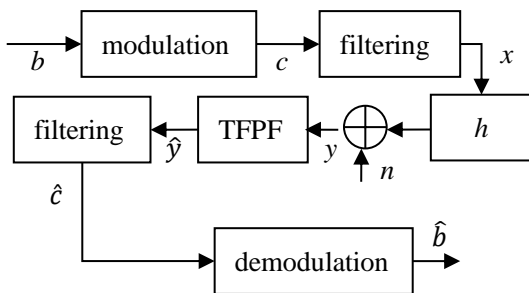 modulation
filtering
b
c
x
filtering
TFPF
h
ŷ
y
n
ĉ
b̂
demodulation